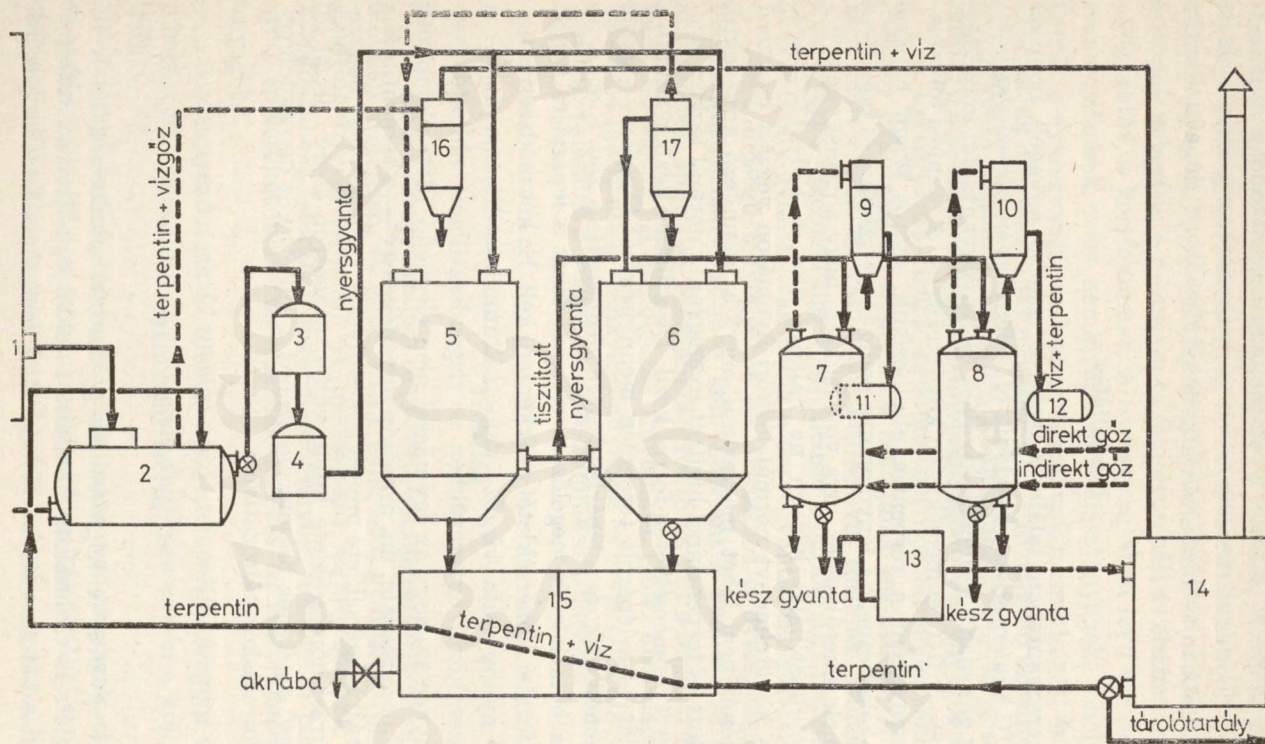 terpentin + víz
terpentin + vízgőz
nyersgyanta
16
17
9
10
1
3
5
6
tisztított
nyersgyanta
7
8
víz+terpentin
11
12
2
4
direkt gőz
indirekt gőz
13
14
kész gyanta
kész gyanta
15
terpentin
terpentin + víz
terpentin
aknába
tárolótartály